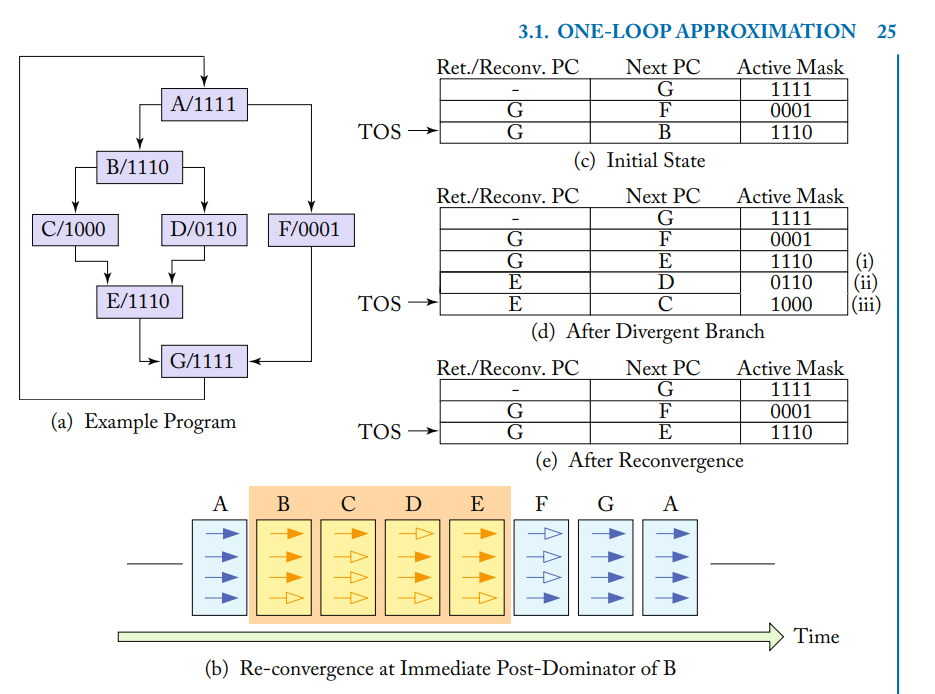 3.1. ONE-LOOP APPROXIMATION 25
A/1111
B/1110
C/1000 D/0110 F/0001
E/1110
G/1111
(a) Example Program
Ret./Reconv. PC Next PC Active Mask
- G 1111
G F 0001
TOS G B 1110
(c) Initial State
Ret./Reconv. PC Next PC Active Mask
- G 1111
G F 0001
G E 1110 (i)
E D 0110 (ii)
TOS E C 1000 (iii)
(d) After Divergent Branch
Ret./Reconv. PC Next PC Active Mask
- G 1111
G F 0001
TOS G E 1110
(e) After Reconvergence
A B C D E F G A
Time
(b) Re-convergence at Immediate Post-Dominator of B